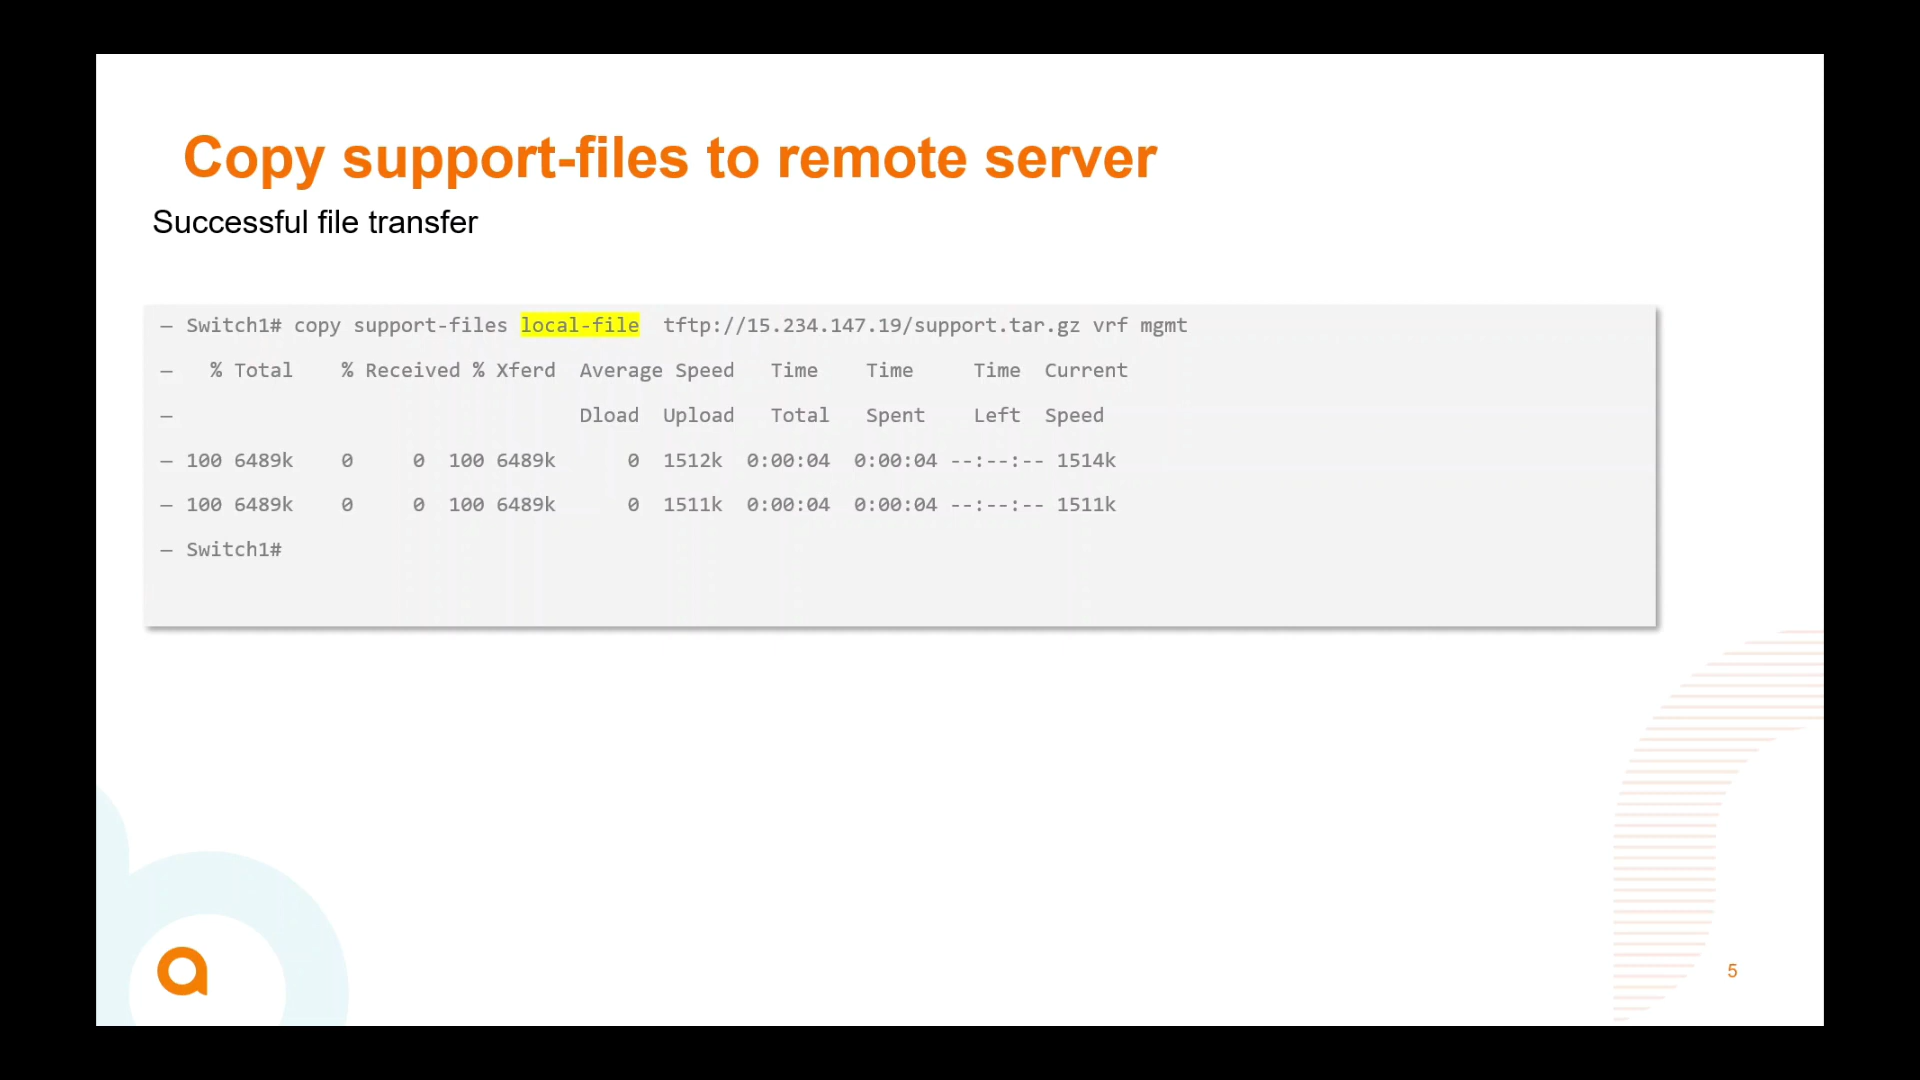 Copy support-files to remote server
Successful file transfer
– Switch1# copy support-files local-file  tftp://15.234.147.19/support.tar.gz vrf mgmt
–   % Total    % Received % Xferd  Average Speed   Time    Time     Time  Current
–                                  Dload  Upload   Total   Spent    Left  Speed
– 100 6489k    0     0  100 6489k      0  1512k  0:00:04  0:00:04 --:--:-- 1514k
– 100 6489k    0     0  100 6489k      0  1511k  0:00:04  0:00:04 --:--:-- 1511k
– Switch1#
5